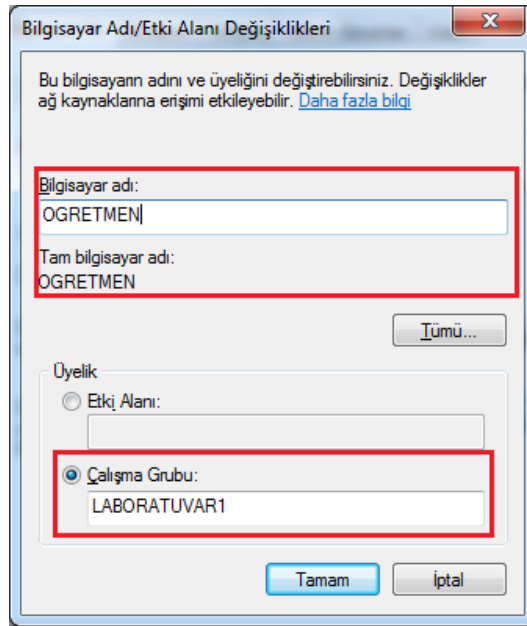 Bilgisayar Adı/Etki Alanı Değişiklikleri
Bu bilgisayarın adını ve üyeliğini değiştirebilirsiniz. Değişiklikler
ağ kaynaklarına erişimi etkileyebilir. Daha fazla bilgi
Bilgisayar adı:
OGRETMEN
Tam bilgisayar adı:
OGRETMEN
Tümü...
Üyelik
Etki Alanı:
Çalışma Grubu:
LABORATUVAR1
Tamam
İptal